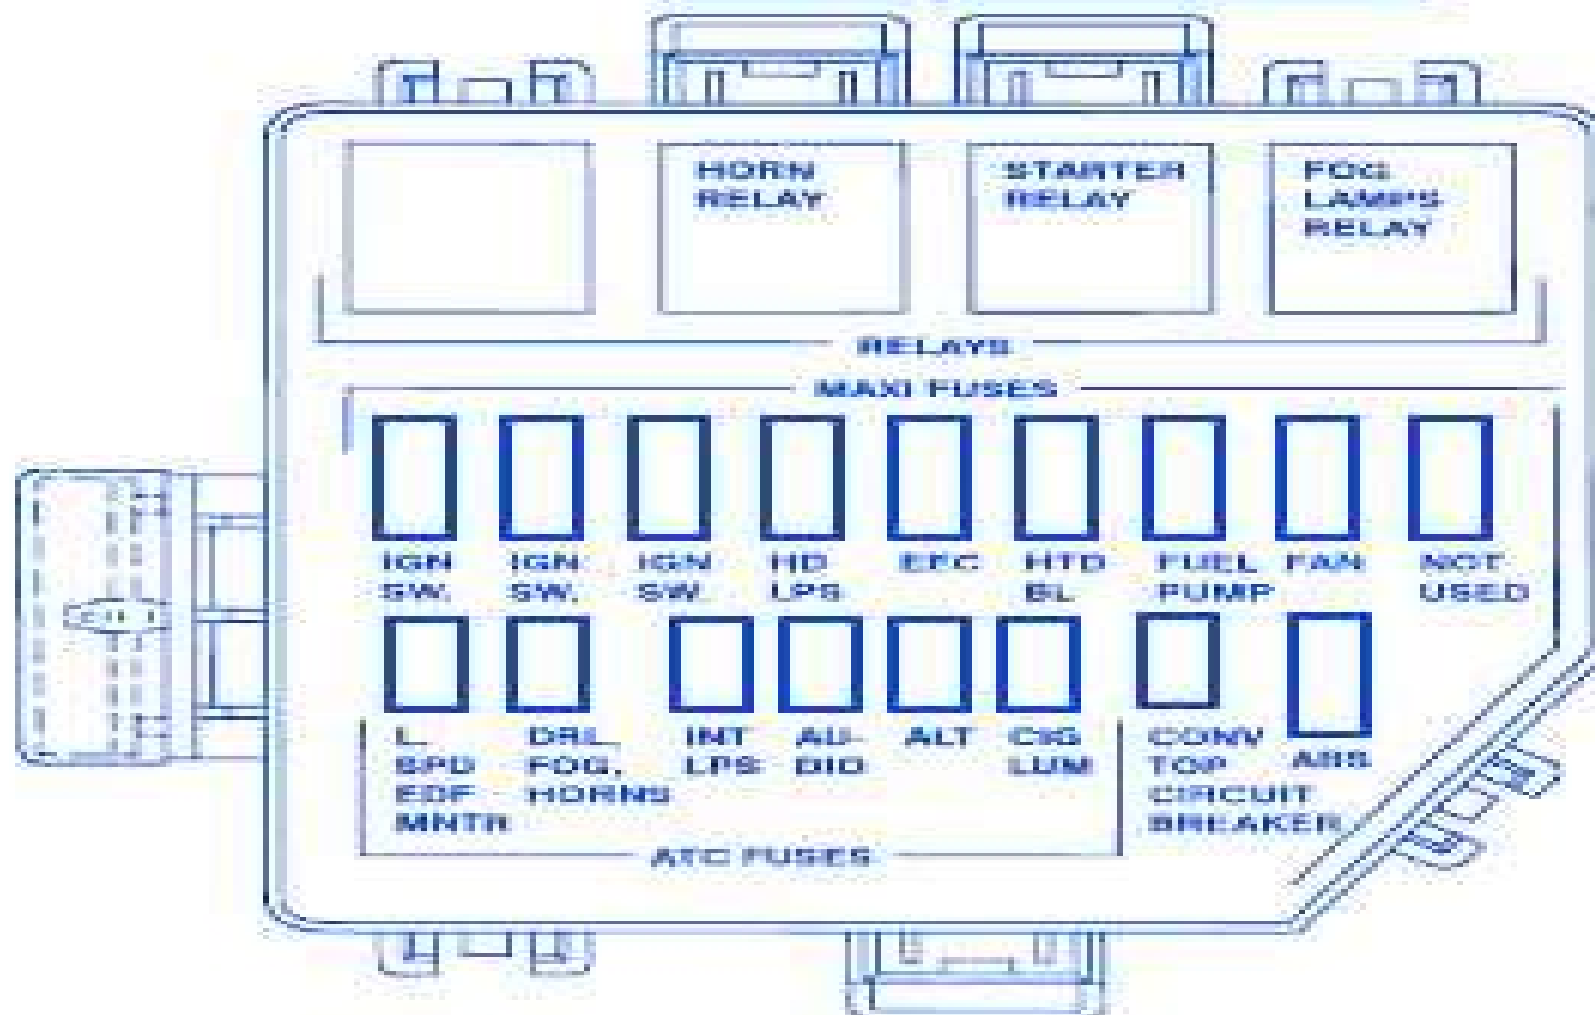 HORN
RELAY
STARTER
RELAY
FOG
LAMPS
RELAY
RELAYS
MAXI FUSES
IGN
SW.
IGN
SW.
IGN
SW.
HD
LPS
EEC
HTD
BL
FUEL
PUMP
FAN
NOT
USED
L.
SPD
EDF
MNTR
DRL,
FOG,
HORNS
INT
LPS
AU-
DIO
ALT
CIG
LUM
CONV
TOP
CIRCUIT
BREAKER
ABS
ATC FUSES